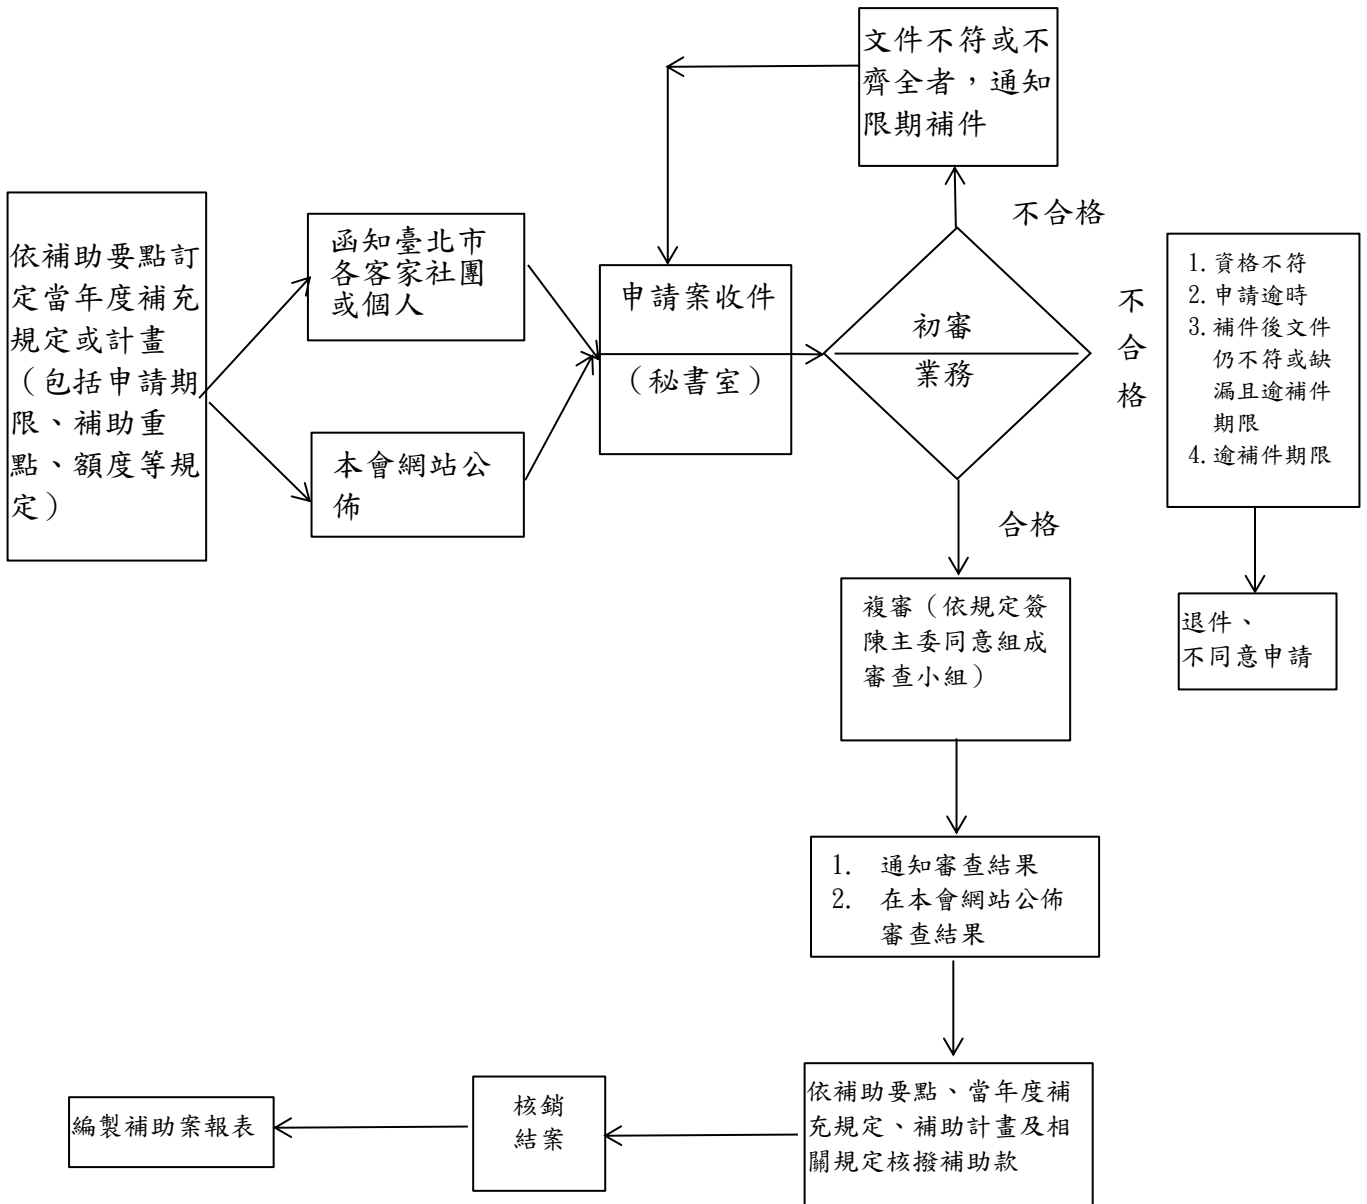 文件不符或不
齊全者，通知
限期補件
不合格
依補助要點訂
定當年度補充
規定或計畫
（包括申請期
限、補助重
點、額度等規
定）
函知臺北市
各客家社團
或個人
本會網站公
佈
申請案收件
（秘書室）
初審
業務
不
合
格
1. 資格不符
2. 申請逾時
3. 補件後文件
仍不符或缺
漏且逾補件
期限
4. 逾補件期限
合格
退件、
不同意申請
複審（依規定簽
陳主委同意組成
審查小組）
1. 通知審查結果
2. 在本會網站公佈
審查結果
依補助要點、當年度補
充規定、補助計畫及相
關規定核撥補助款
核銷
結案
編製補助案報表